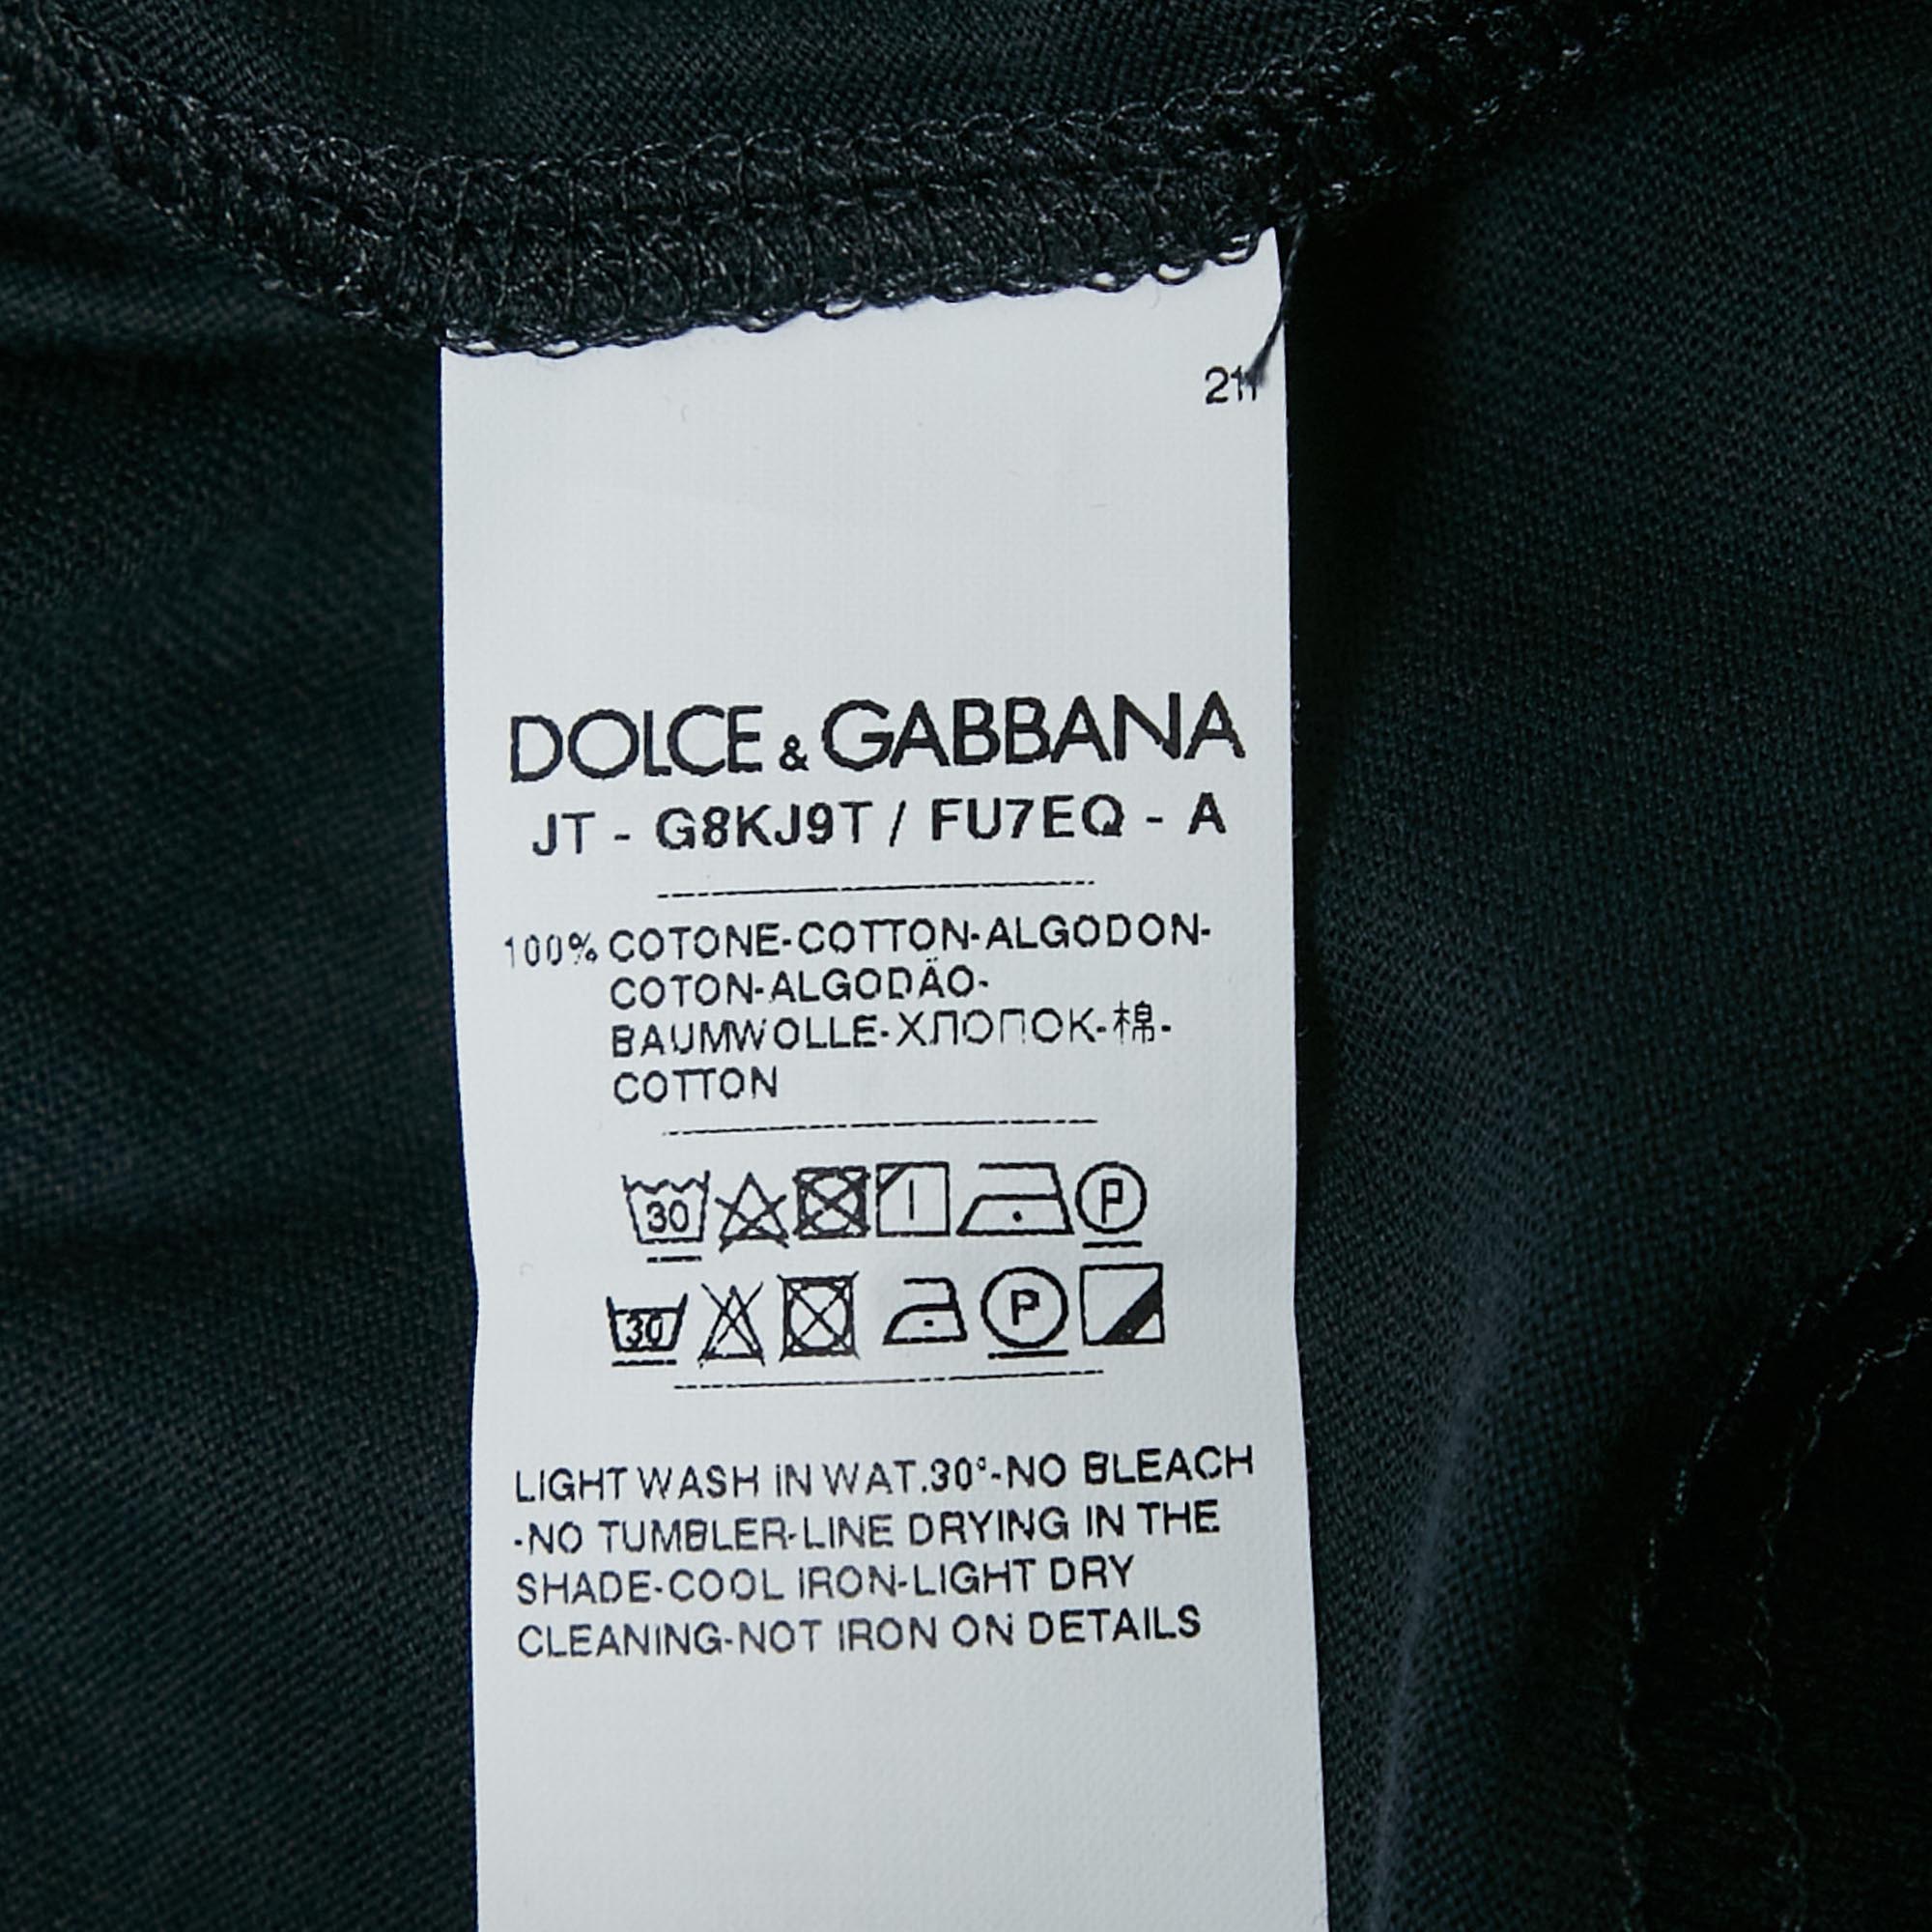 211
DOLCE & GABBANA
JT - G8KJ9T / FU7EQ - A
100% COTONE-COTTON-ALGODON-
COTON-ALGODÃO-
BAUMWOLLE-ХЛОПОК-棉-
COTTON
30 P
30 P
LIGHT WASH IN WAT.30°-NO BLEACH
-NO TUMBLER-LINE DRYING IN THE
SHADE-COOL IRON-LIGHT DRY
CLEANING-NOT IRON ON DETAILS